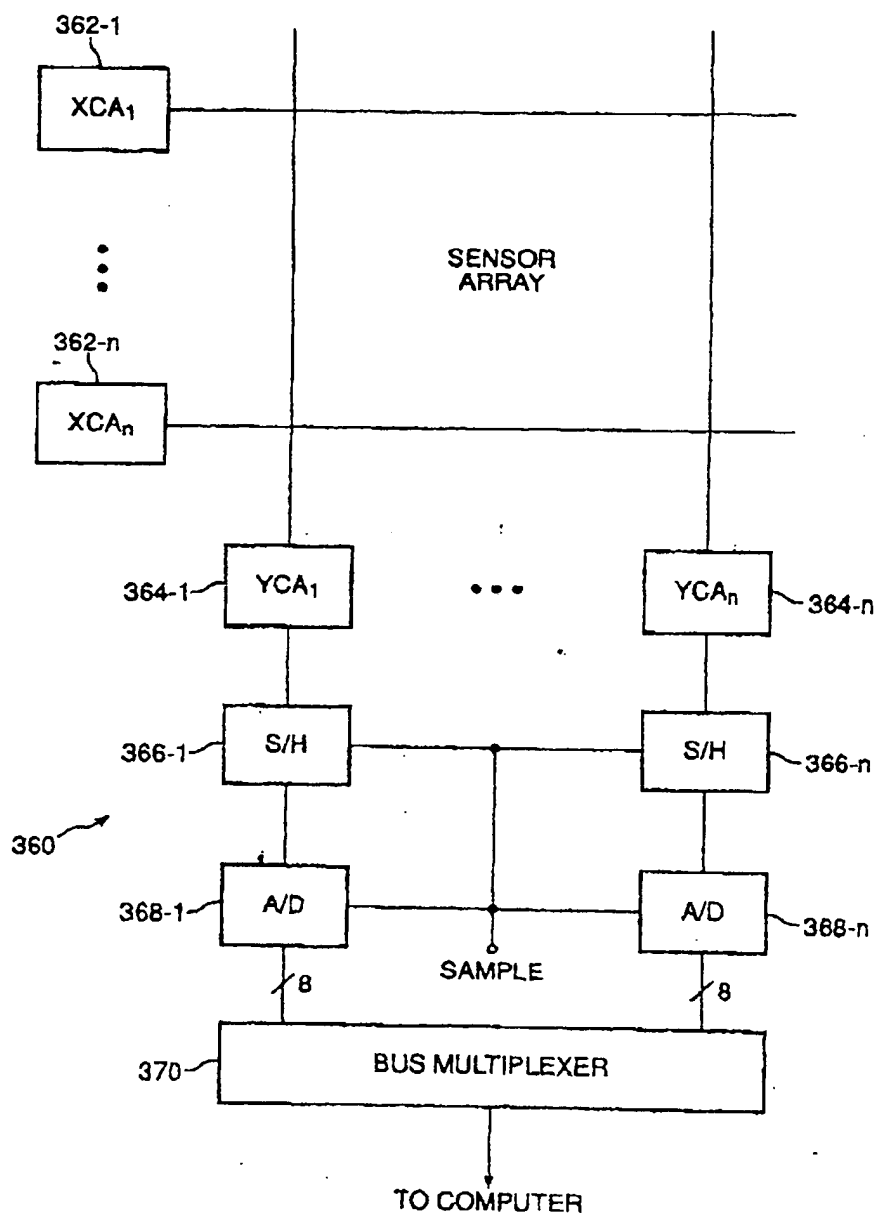 362-1
XCA₁
SENSOR
ARRAY
362-n
XCAₙ
364-1
YCA₁
YCAₙ
364-n
366-1
S/H
S/H
366-n
360
368-1
A/D
A/D
368-n
SAMPLE
8
8
370
BUS MULTIPLEXER
TO COMPUTER